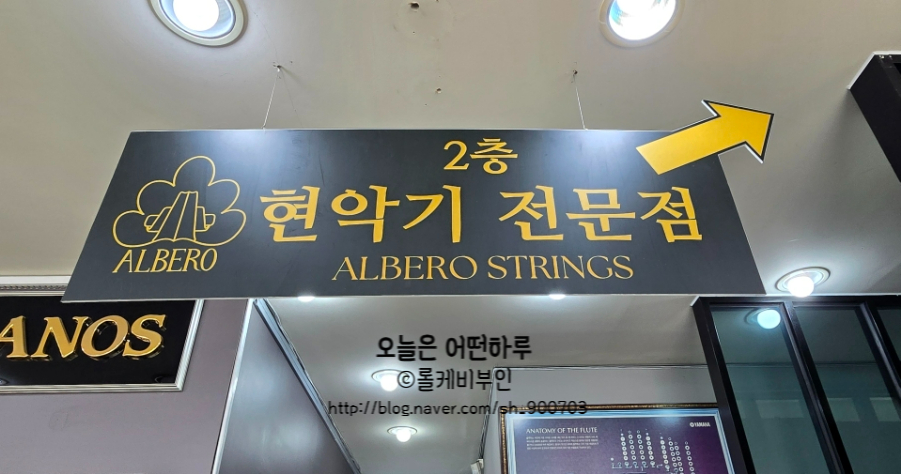 2층
현악기 전문점
ALBERO
ALBERO STRINGS
ANOS
오늘은 어떤하루
©롤케비부인
http://blog.naver.com/sh_900703
ANATOMY OF THE FLUTE
YAMAHA